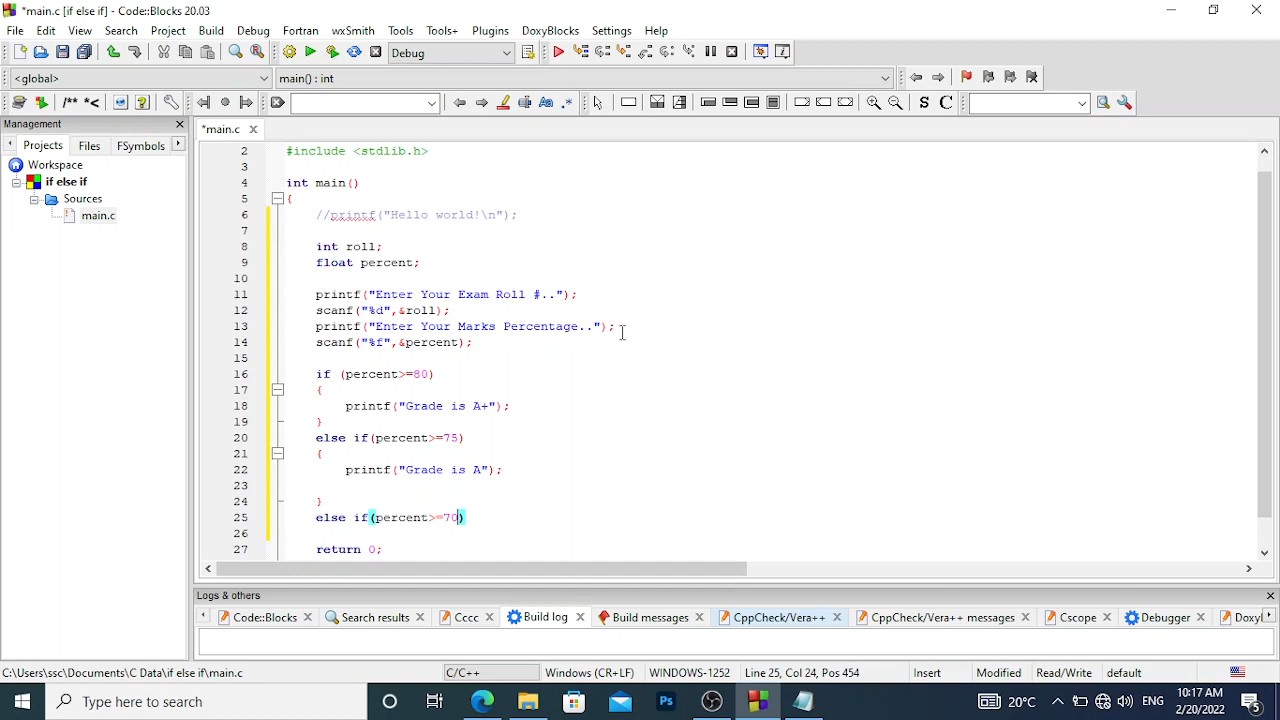 *main.c [if else if] - Code::Blocks 20.03
File Edit View Search Project Build Debug Fortran wxSmith Tools Tools+ Plugins DoxyBlocks Settings Help
Debug
<global> main() : int
/** *< S C
Management
Projects Files FSymbols
Workspace
if else if
Sources
main.c
*main.c
2 #include <stdlib.h>
3
4 int main()
5 {
6 //printf("Hello world!\n");
7
8 int roll;
9 float percent;
10
11 printf("Enter Your Exam Roll #..");
12 scanf("%d",&roll);
13 printf("Enter Your Marks Percentage..");
14 scanf("%f",&percent);
15
16 if (percent>=80)
17 {
18 printf("Grade is A+");
19 }
20 else if(percent>=75)
21 {
22 printf("Grade is A");
23
24 }
25 else if(percent>=70)
26
27 return 0;
Logs & others
Code::Blocks Search results Cccc Build log Build messages CppCheck/Vera++ CppCheck/Vera++ messages Cscope Debugger Doxyl
C:\Users\ssc\Documents\C Data\if else if\main.c C/C++ Windows (CR+LF) WINDOWS-1252 Line 25, Col 24, Pos 454 Insert Modified Read/Write default
Type here to search Ps 20°C ENG 10:17 AM
2/20/2022 5